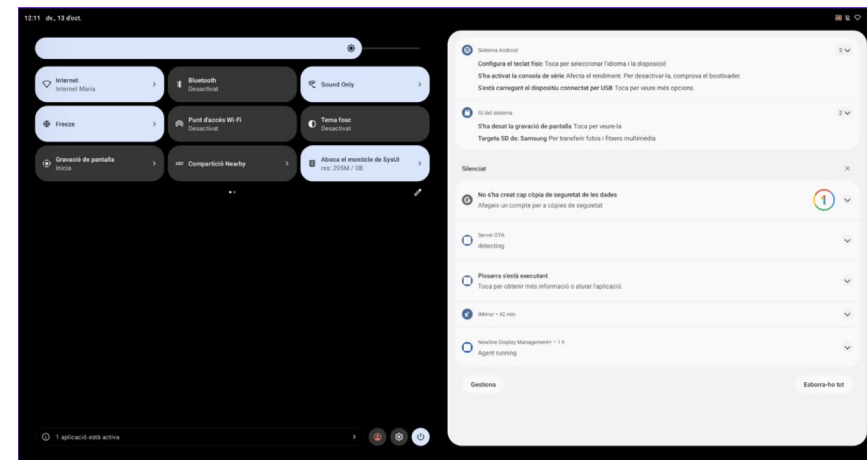 12:11 dv., 13 d'oct.
Internet
Internet Maria
Bluetooth
Desactivat
Sound Only
Freeze
Punt d'accés Wi-Fi
Desactivat
Tema fosc
Desactivat
Gravació de pantalla
Inicia
Compartició Nearby
Aboca el monticle de SysUI
rss: 295M / 0B
1 aplicació està activa
Sistema Android
3
Configura el teclat físic Toca per seleccionar l'idioma i la disposició
S'ha activat la consola de sèrie Afecta el rendiment. Per desactivar-la, comprova el bootloader.
S'està carregant el dispositiu connectat per USB Toca per veure més opcions.
IU del sistema
2
S'ha desat la gravació de pantalla Toca per veure-la
Targeta SD de: Samsung Per transferir fotos i fitxers multimèdia
Silenciat
No s'ha creat cap còpia de seguretat de les dades
Afegeix un compte per a còpies de seguretat
1
Servei OTA
detecting
Pissarra s'està executant
Toca per obtenir més informació o aturar l'aplicació.
iMirror • 42 min
Newline Display Management+ • 1 h
Agent running
Gestiona
Esborra-ho tot